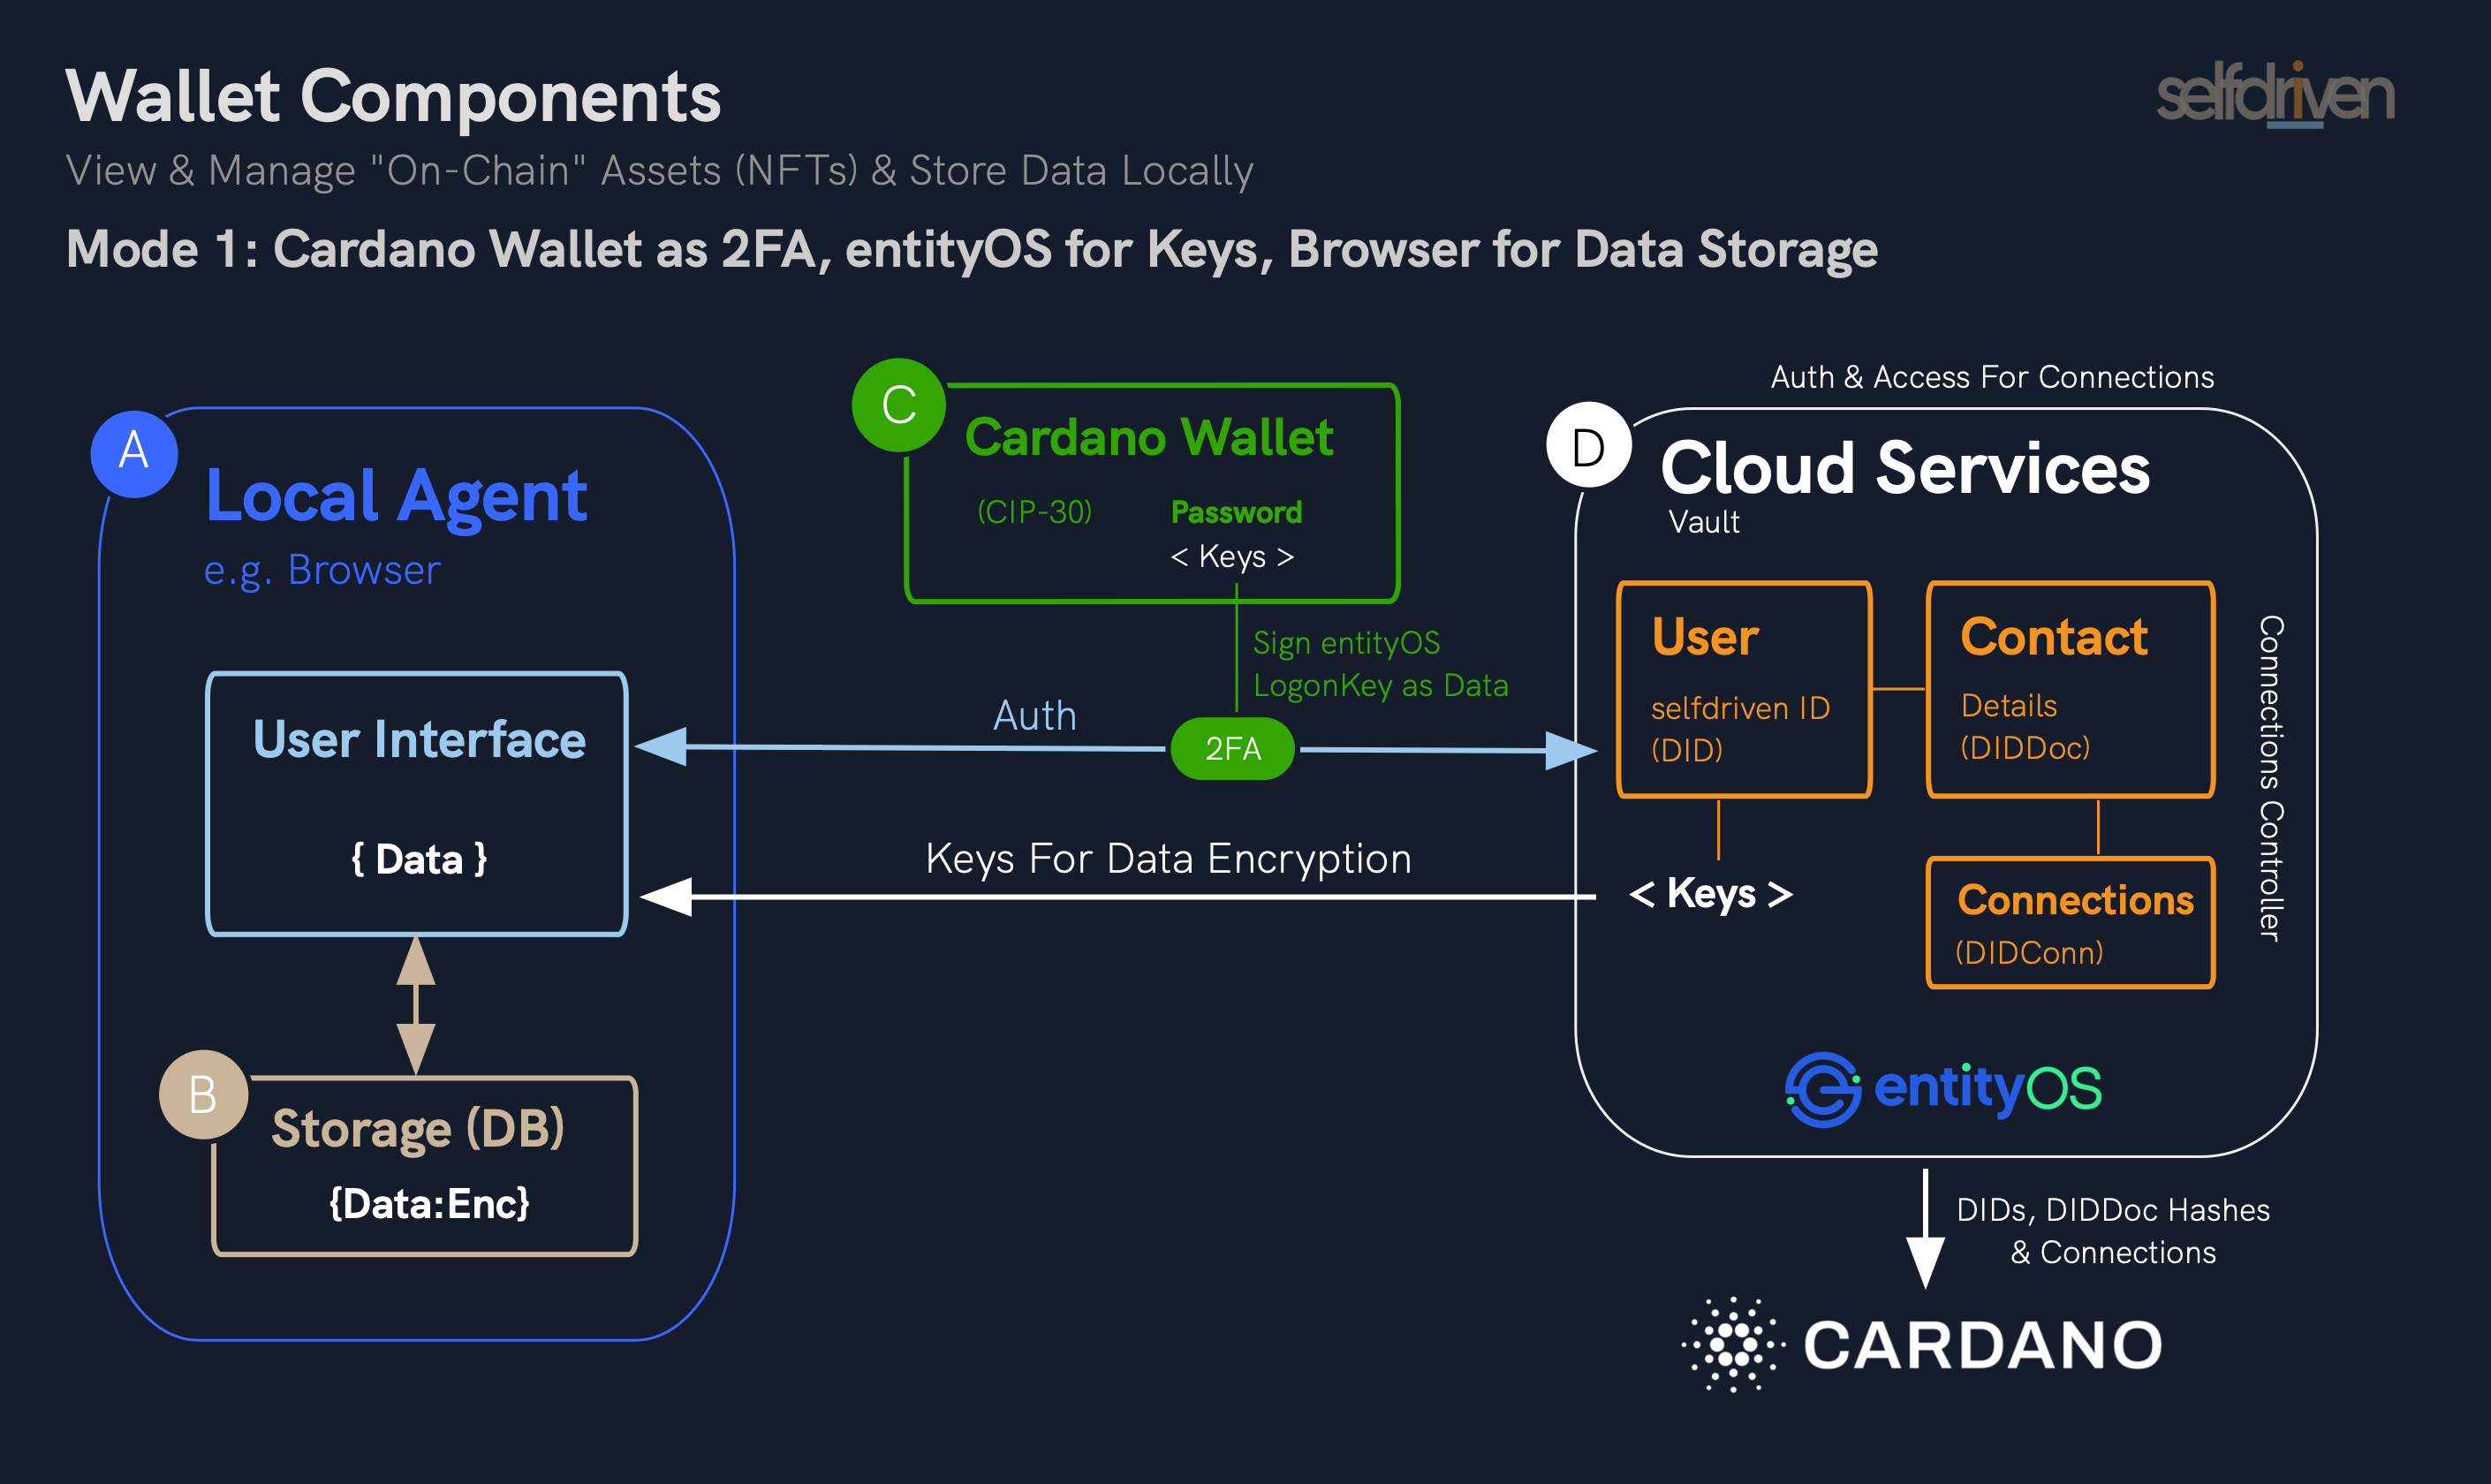 Wallet Components
selfdriven
View & Manage "On-Chain" Assets (NFTs) & Store Data Locally
Mode 1: Cardano Wallet as 2FA, entityOS for Keys, Browser for Data Storage
A
Local Agent
e.g. Browser
User Interface
{ Data }
B
Storage (DB)
{Data:Enc}
C
Cardano Wallet
(CIP-30)
Password
< Keys >
Sign entityOS
LogonKey as Data
Auth
2FA
Keys For Data Encryption
Auth & Access For Connections
D
Cloud Services
Vault
User
selfdriven ID
(DID)
Contact
Details
(DIDDoc)
< Keys >
Connections
(DIDConn)
Connections Controller
entityOS
DIDs, DIDDoc Hashes
& Connections
CARDANO